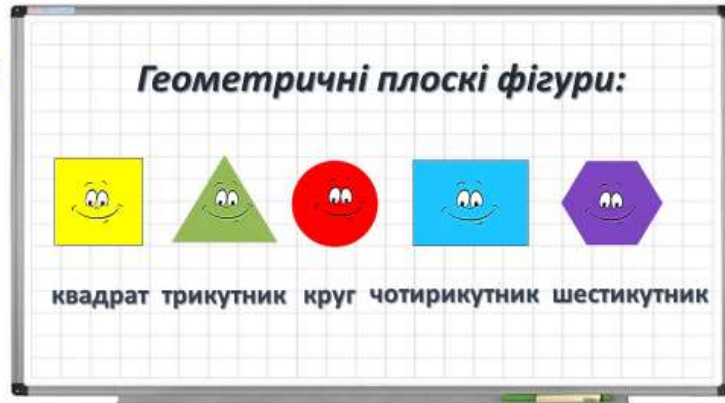 Геометричні плоскі фігури:
квадрат трикутник круг чотирикутник шестикутник